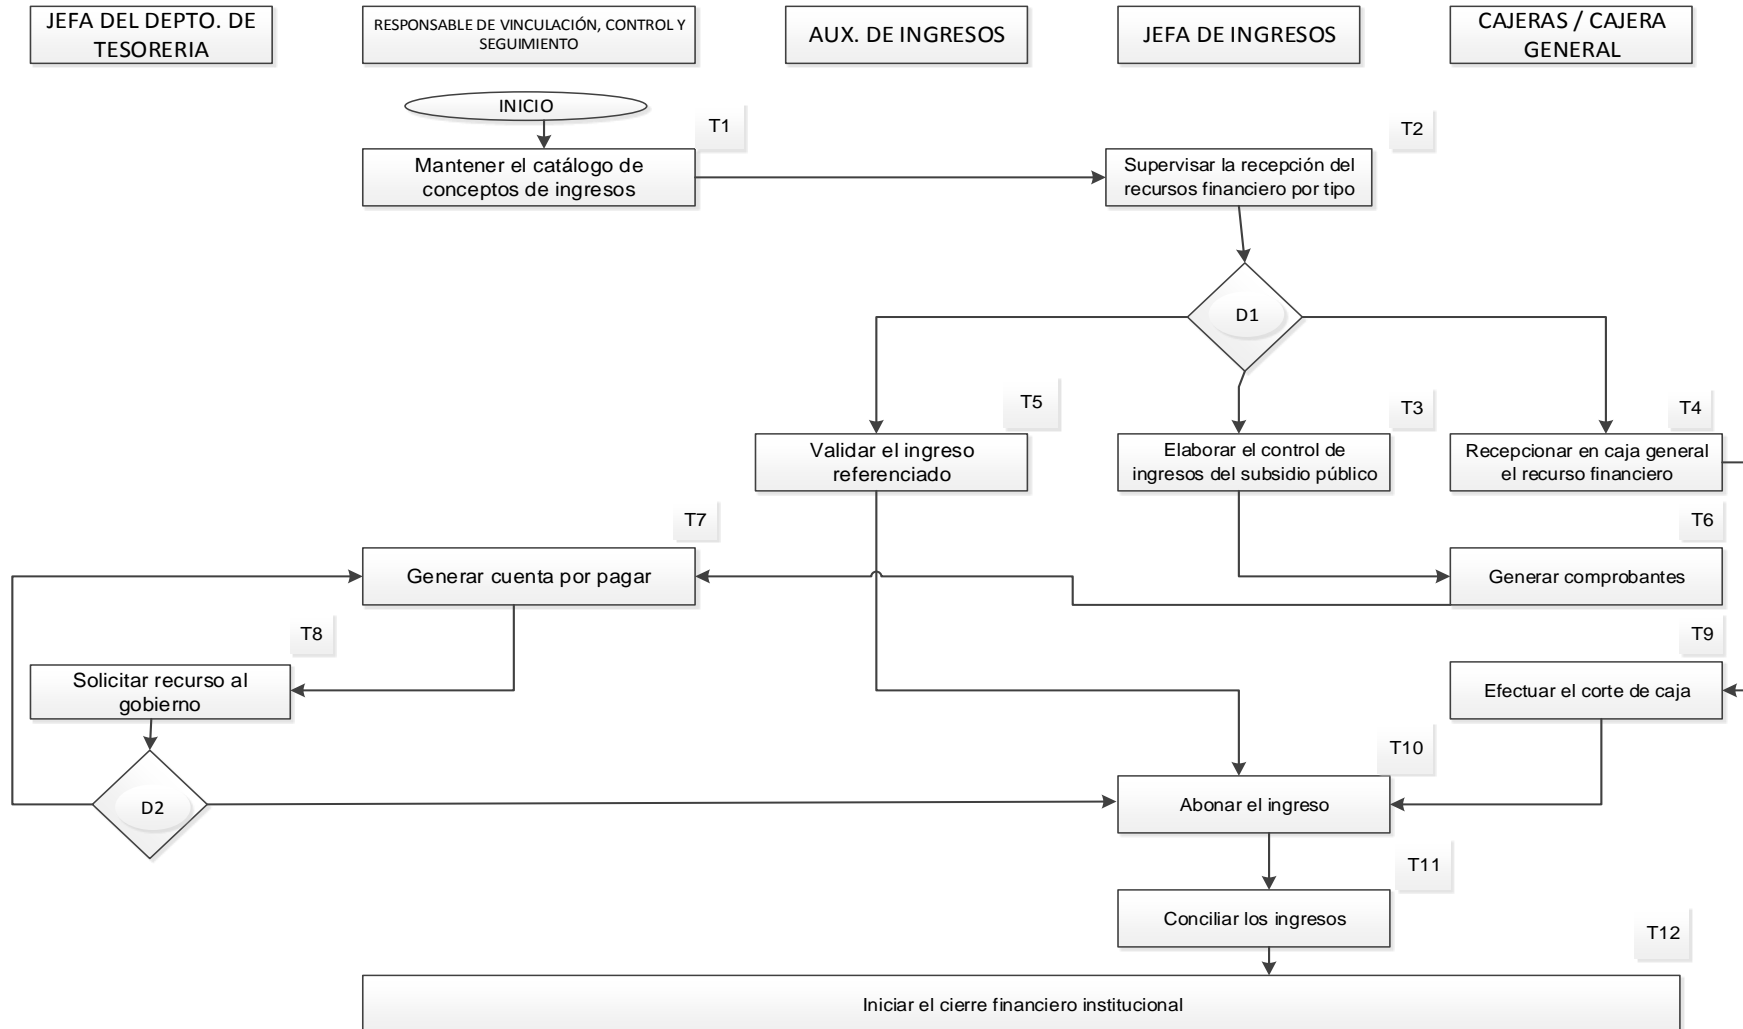 JEFA DEL DEPTO. DE
TESORERIA
RESPONSABLE DE VINCULACIÓN, CONTROL Y
SEGUIMIENTO
AUX. DE INGRESOS
JEFA DE INGRESOS
CAJERAS / CAJERA
GENERAL
INICIO
T1
Mantener el catálogo de
conceptos de ingresos
T2
Supervisar la recepción del
recursos financiero por tipo
D1
T5
Validar el ingreso
referenciado
T3
Elaborar el control de
ingresos del subsidio público
T4
Recepcionar en caja general
el recurso financiero
T7
Generar cuenta por pagar
T6
Generar comprobantes
T8
Solicitar recurso al
gobierno
T9
Efectuar el corte de caja
D2
T10
Abonar el ingreso
T11
Conciliar los ingresos
T12
Iniciar el cierre financiero institucional